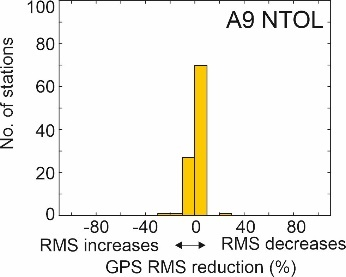 A9 NTOL
No. of stations
100
80
60
40
20
0
-80 -40 0 40 80
RMS increases RMS decreases
GPS RMS reduction (%)